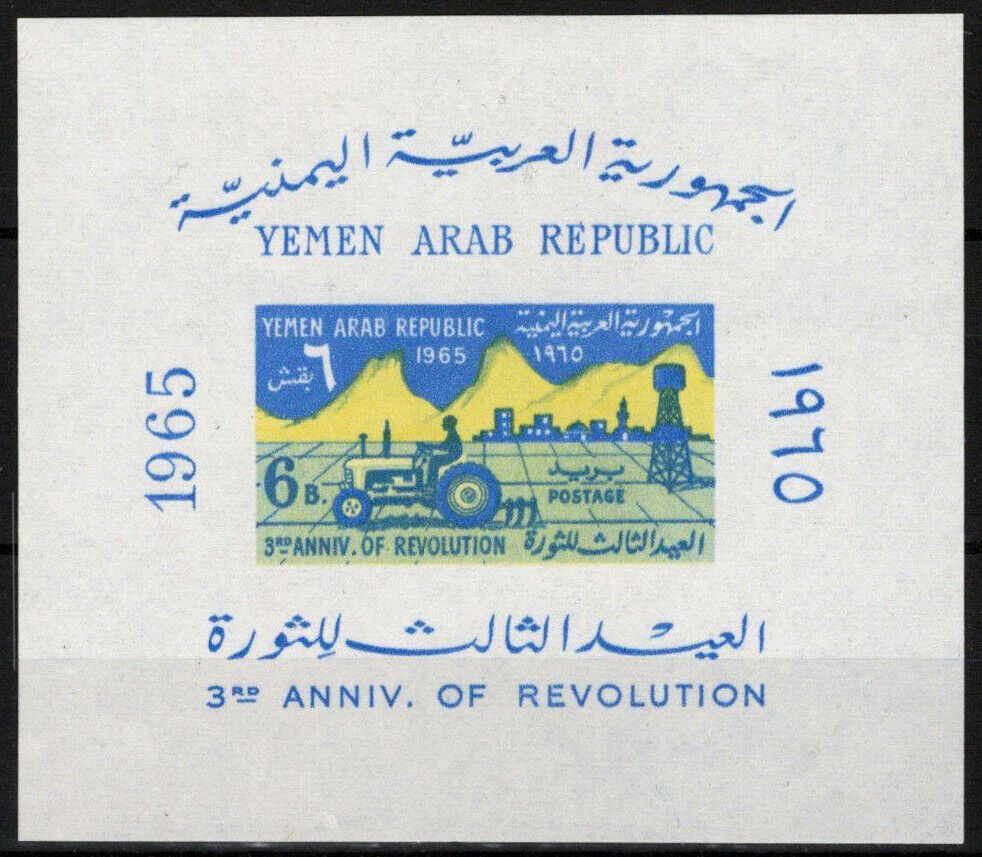 الجمهورية العربية اليمنية
YEMEN ARAB REPUBLIC
1965
١٩٦٥
YEMEN ARAB REPUBLIC
الجمهورية العربية اليمنية
1965
١٩٦٥
٦ بقش
6 B.
بريد
POSTAGE
3RD ANNIV. OF REVOLUTION
العيد الثالث للثورة
العيد الثالث للثورة
3RD ANNIV. OF REVOLUTION